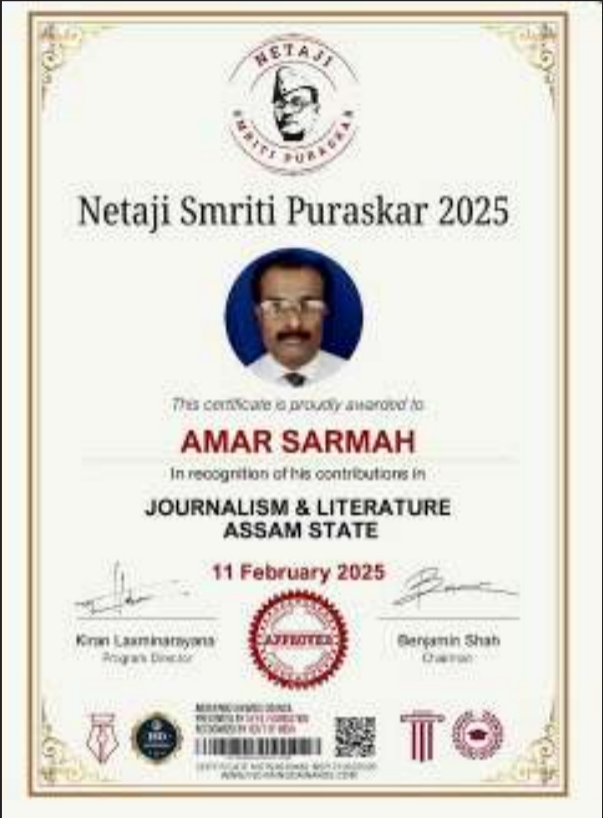 NETAJI
SMRITI PURASKAR
Netaji Smriti Puraskar 2025
This certificate is proudly awarded to
AMAR SARMAH
In recognition of his contributions in
JOURNALISM & LITERATURE
ASSAM STATE
11 February 2025
APPROVED
Kiran Laxminarayana
Program Director
Benjamin Shah
Chairman